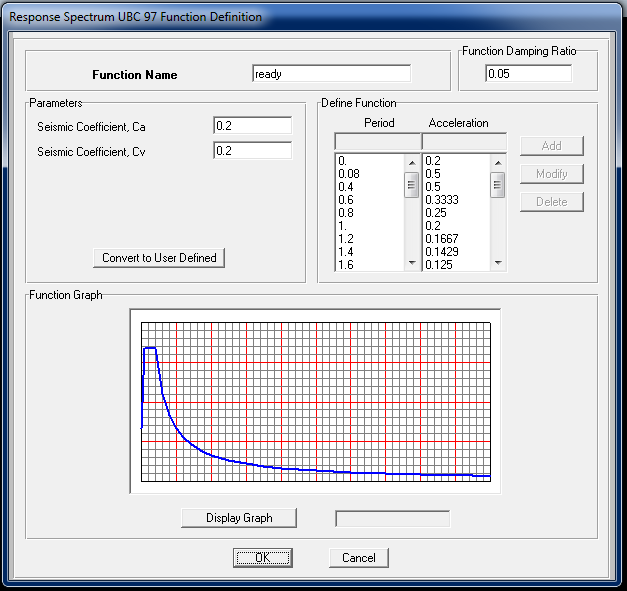 Response Spectrum UBC 97 Function Definition
Function Name
ready
Function Damping Ratio
0.05
Parameters
Seismic Coefficient, Ca
0.2
Seismic Coefficient, Cv
0.2
Convert to User Defined
Define Function
Period Acceleration
0. 0.2
0.08 0.5
0.4 0.5
0.6 0.3333
0.8 0.25
1. 0.2
1.2 0.1667
1.4 0.1429
1.6 0.125
Add
Modify
Delete
Function Graph
Display Graph
OK
Cancel